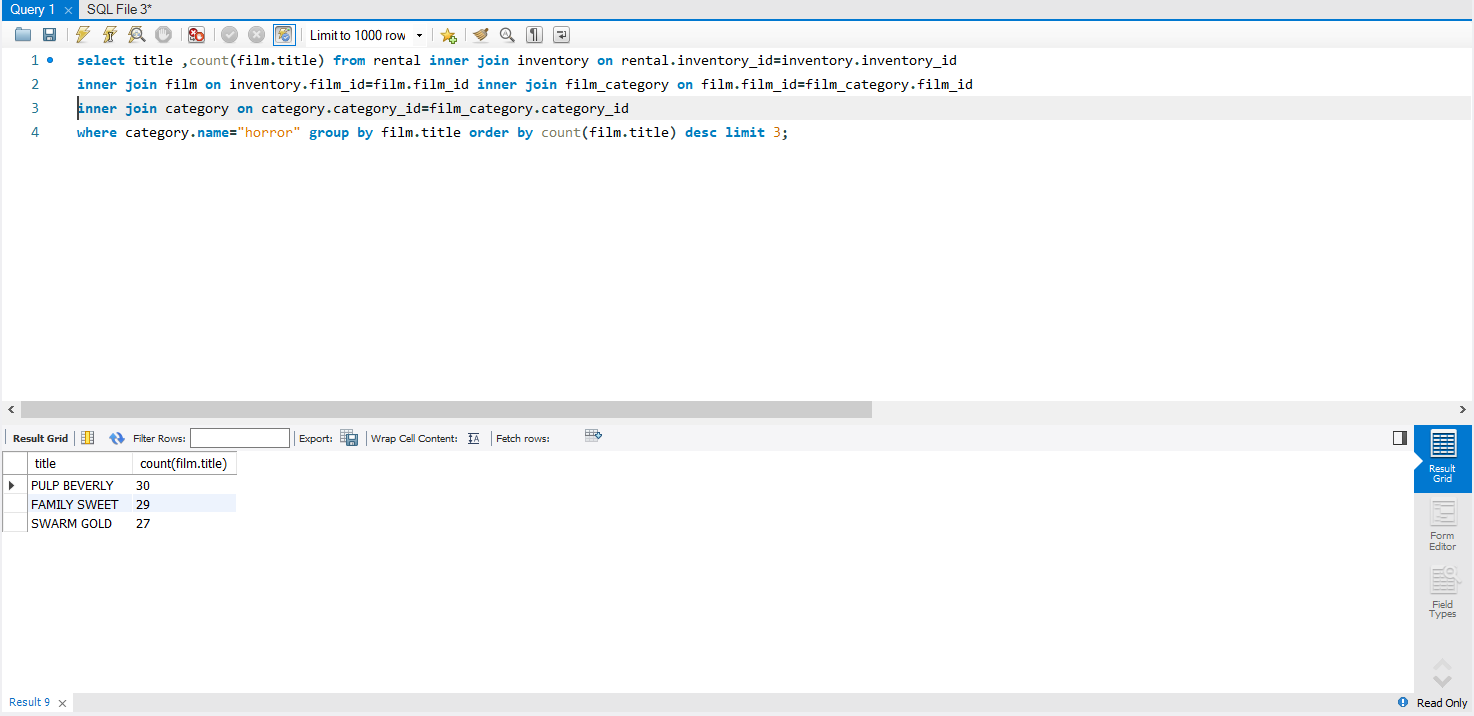 Query 1 SQL File 3*
Limit to 1000 row
1 select title ,count(film.title) from rental inner join inventory on rental.inventory_id=inventory.inventory_id
2 inner join film on inventory.film_id=film.film_id inner join film_category on film.film_id=film_category.film_id
3 inner join category on category.category_id=film_category.category_id
4 where category.name="horror" group by film.title order by count(film.title) desc limit 3;
Result Grid Filter Rows: Export: Wrap Cell Content: Fetch rows:
title count(film.title)
PULP BEVERLY 30
FAMILY SWEET 29
SWARM GOLD 27
Result
Grid
Form
Editor
Field
Types
Result 9 Read Only